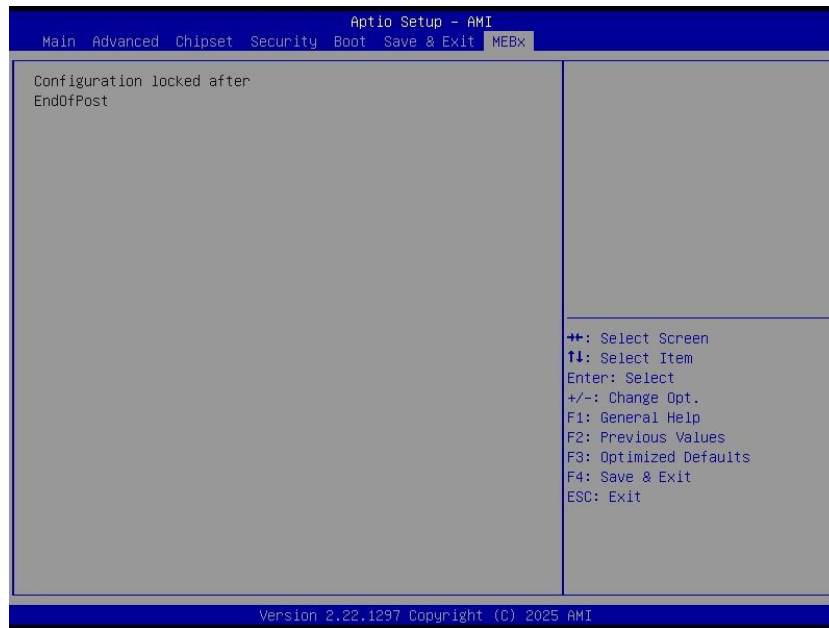 Aptio Setup – AMI
Main Advanced Chipset Security Boot Save & Exit MEBx
Configuration locked after
EndOfPost
→←: Select Screen
↑↓: Select Item
Enter: Select
+/-: Change Opt.
F1: General Help
F2: Previous Values
F3: Optimized Defaults
F4: Save & Exit
ESC: Exit
Version 2.22.1297 Copyright (C) 2025 AMI